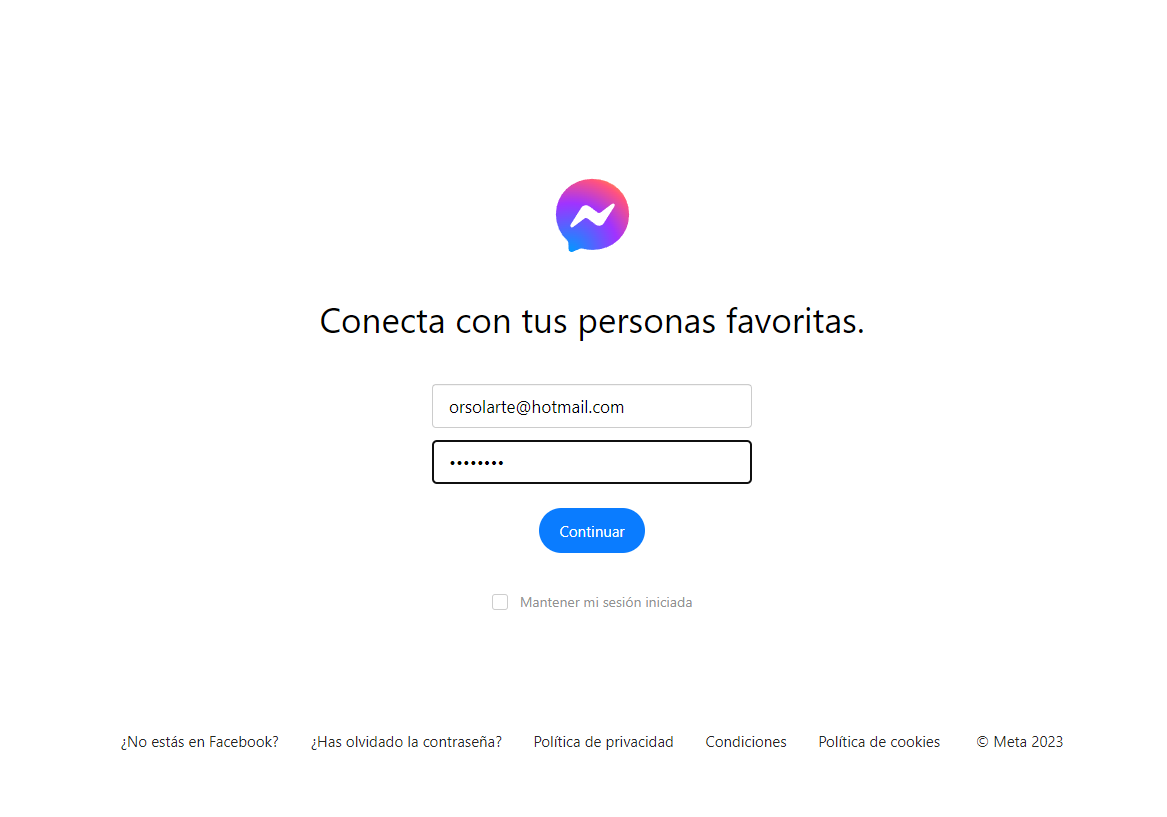 Conecta con tus personas favoritas.
orsolarte@hotmail.com
••••••••
Continuar
Mantener mi sesión iniciada
¿No estás en Facebook? ¿Has olvidado la contraseña? Política de privacidad Condiciones Política de cookies © Meta 2023